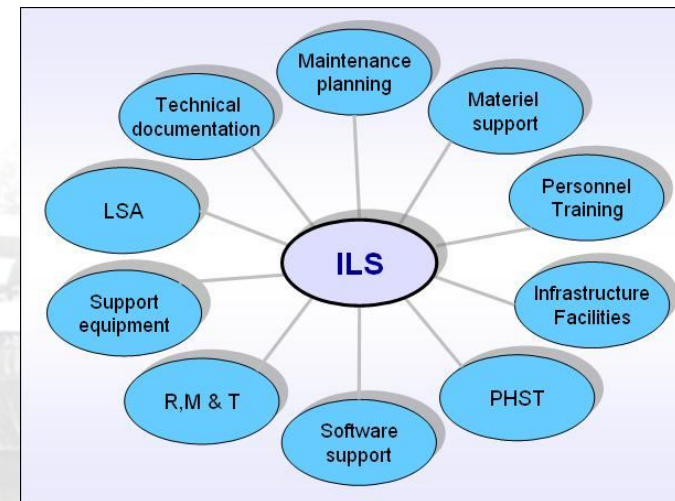 Maintenance
planning
Technical
documentation
Materiel
support
LSA
Personnel
Training
ILS
Support
equipment
Infrastructure
Facilities
R,M & T
PHST
Software
support